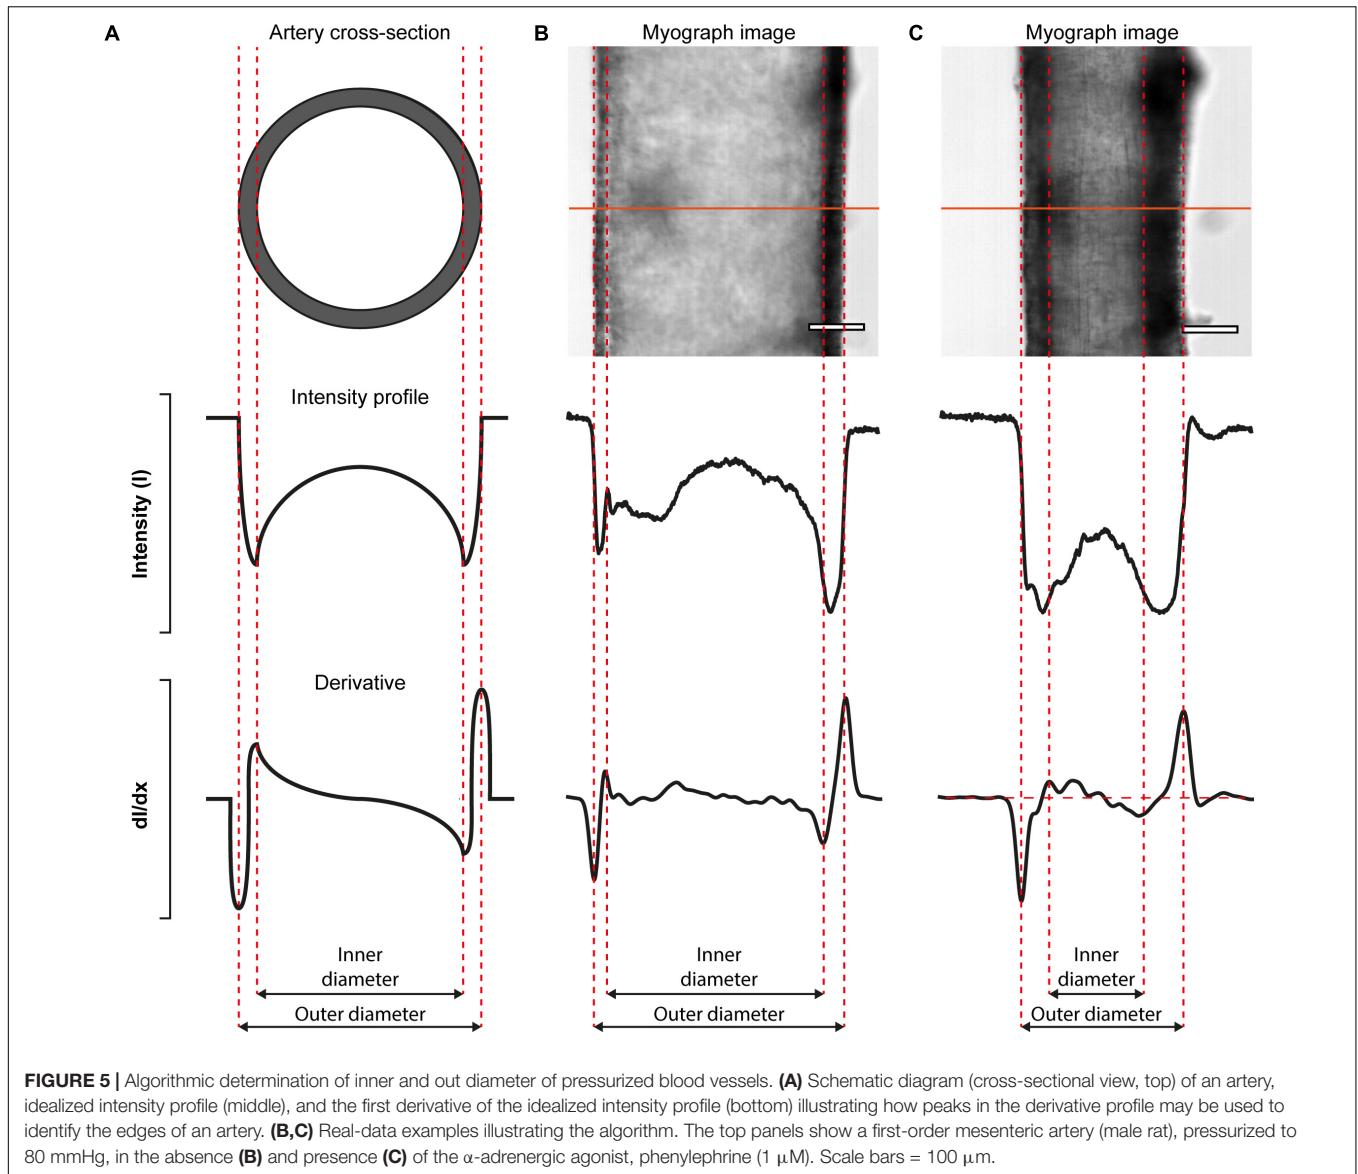 A
Artery cross-section
B
Myograph image
C
Myograph image
Intensity profile
Intensity (I)
Derivative
dI/dx
Inner
diameter
Outer diameter
Inner
diameter
Outer diameter
Inner
diameter
Outer diameter
FIGURE 5 | Algorithmic determination of inner and out diameter of pressurized blood vessels. (A) Schematic diagram (cross-sectional view, top) of an artery,
idealized intensity profile (middle), and the first derivative of the idealized intensity profile (bottom) illustrating how peaks in the derivative profile may be used to
identify the edges of an artery. (B,C) Real-data examples illustrating the algorithm. The top panels show a first-order mesenteric artery (male rat), pressurized to
80 mmHg, in the absence (B) and presence (C) of the α-adrenergic agonist, phenylephrine (1 μM). Scale bars = 100 μm.